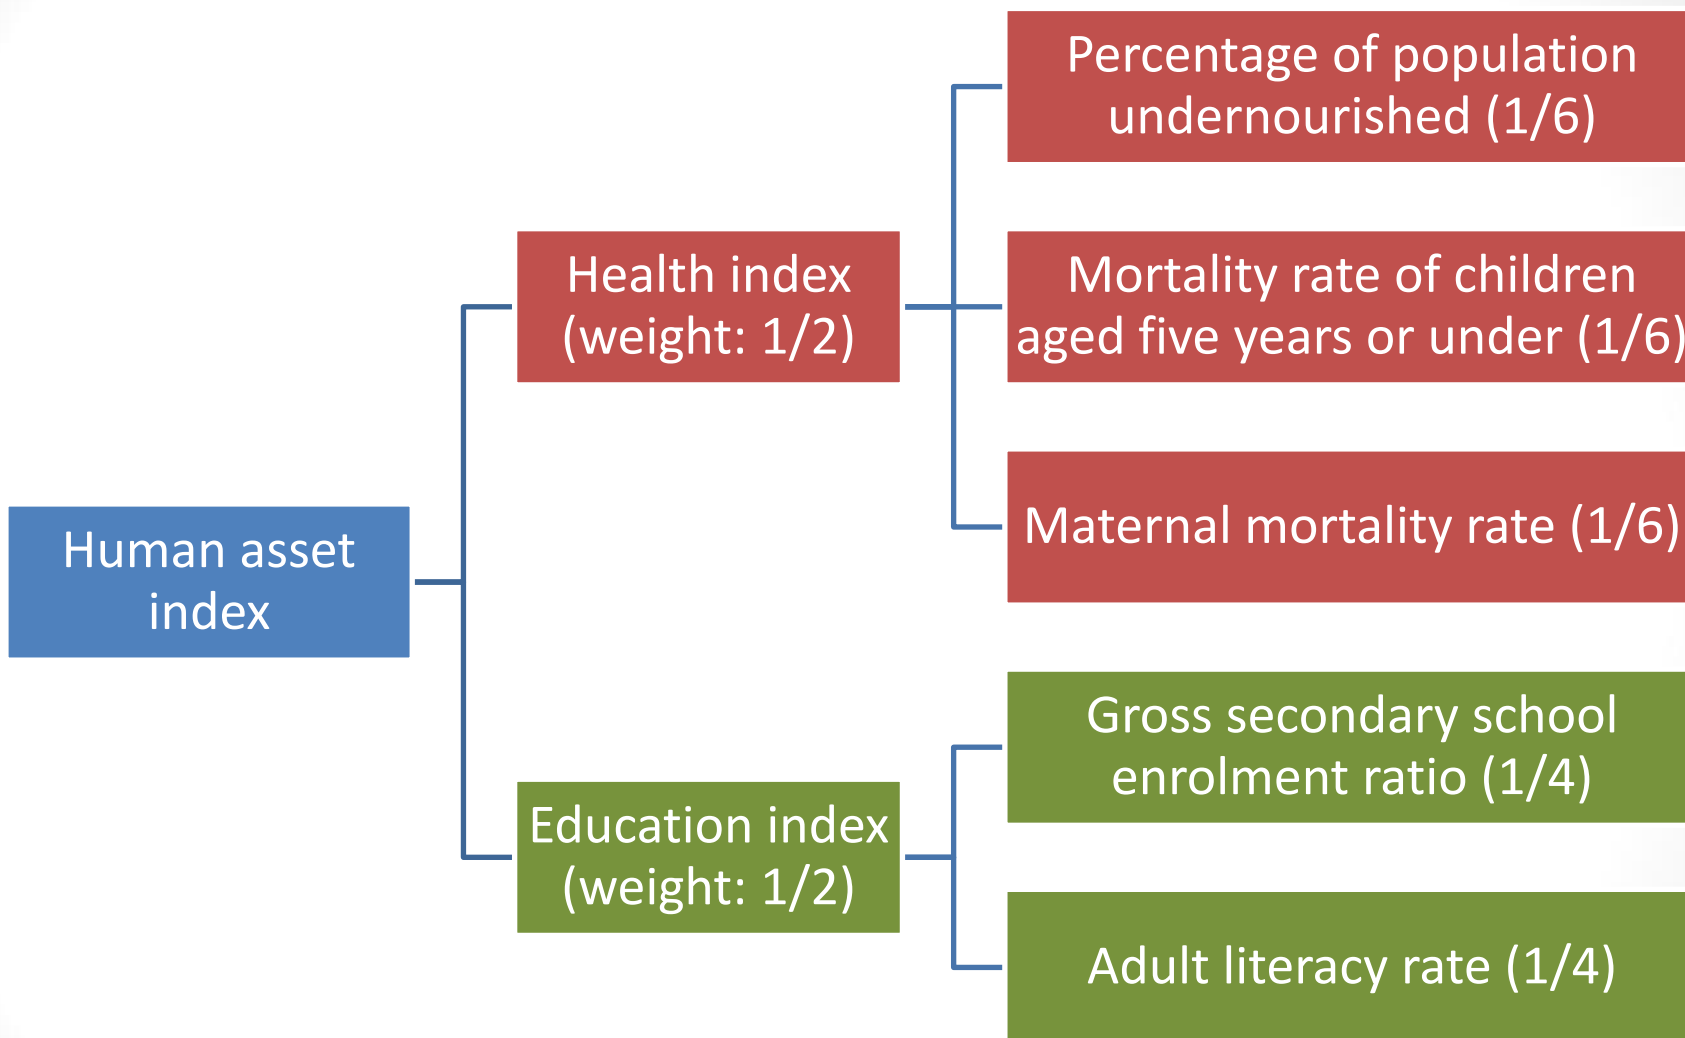 Percentage of population
undernourished (1/6)
Health index
(weight: 1/2)
Mortality rate of children
aged five years or under (1/6)
Maternal mortality rate (1/6)
Human asset
index
Gross secondary school
enrolment ratio (1/4)
Education index
(weight: 1/2)
Adult literacy rate (1/4)